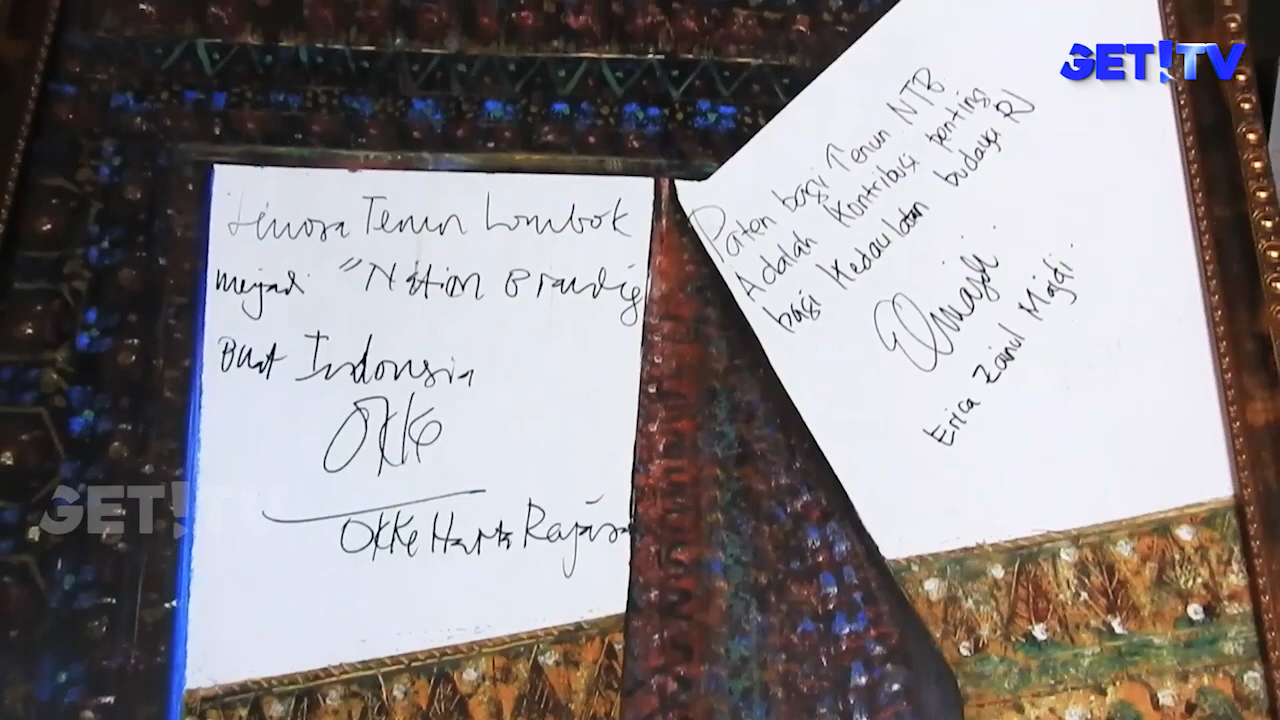 GET!TV
Tenun Lombok
menjadi "Nation Branding
Buat Indonesia
OKKe
OKKe Hatta Rajasa
Paten bagi Tenun NTB
Adalah Kontribusi penting
bagi Kedaulatan budaya RI
Erica Zainul Majdi.
GET!TV